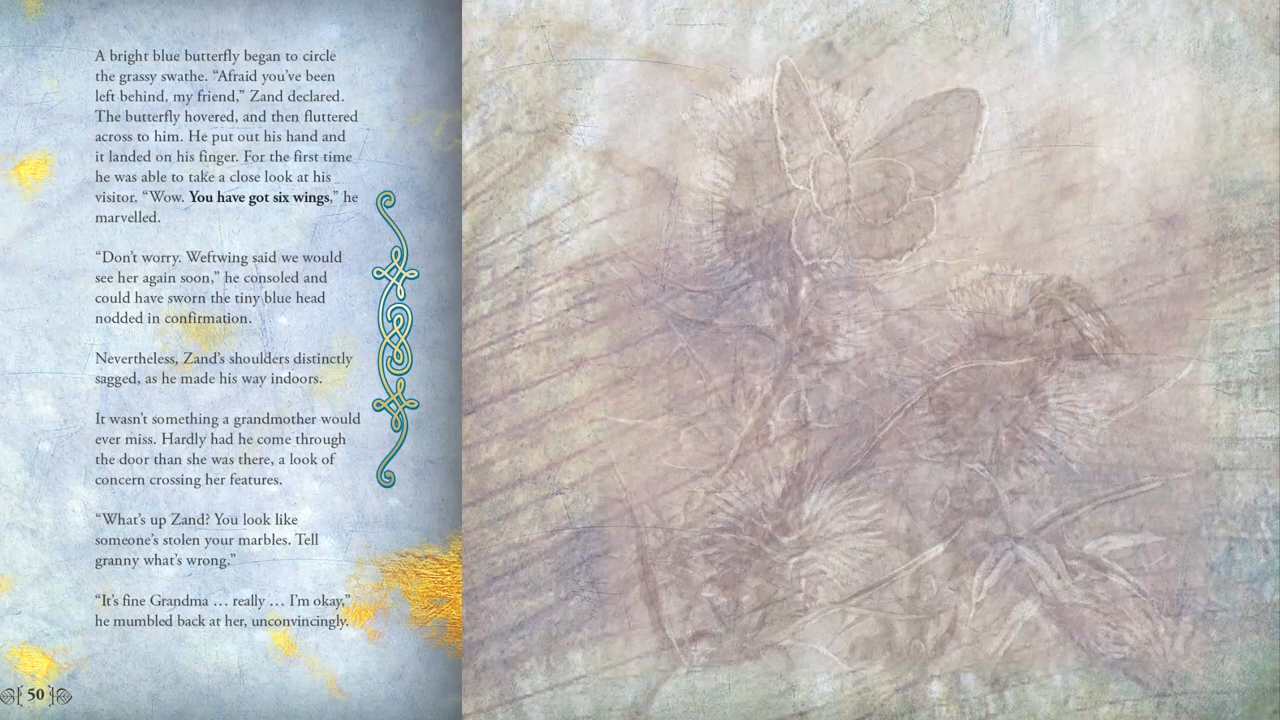 A bright blue butterfly began to circle
the grassy swathe. “Afraid you’ve been
left behind, my friend,” Zand declared.
The butterfly hovered, and then fluttered
across to him. He put out his hand and
it landed on his finger. For the first time
he was able to take a close look at his
visitor. “Wow. You have got six wings,” he
marvelled.
“Don’t worry. Weftwing said we would
see her again soon,” he consoled and
could have sworn the tiny blue head
nodded in confirmation.
Nevertheless, Zand’s shoulders distinctly
sagged, as he made his way indoors.
It wasn’t something a grandmother would
ever miss. Hardly had he come through
the door than she was there, a look of
concern crossing her features.
“What’s up Zand? You look like
someone’s stolen your marbles. Tell
granny what’s wrong.”
“It’s fine Grandma … really … I’m okay,”
he mumbled back at her, unconvincingly.
50